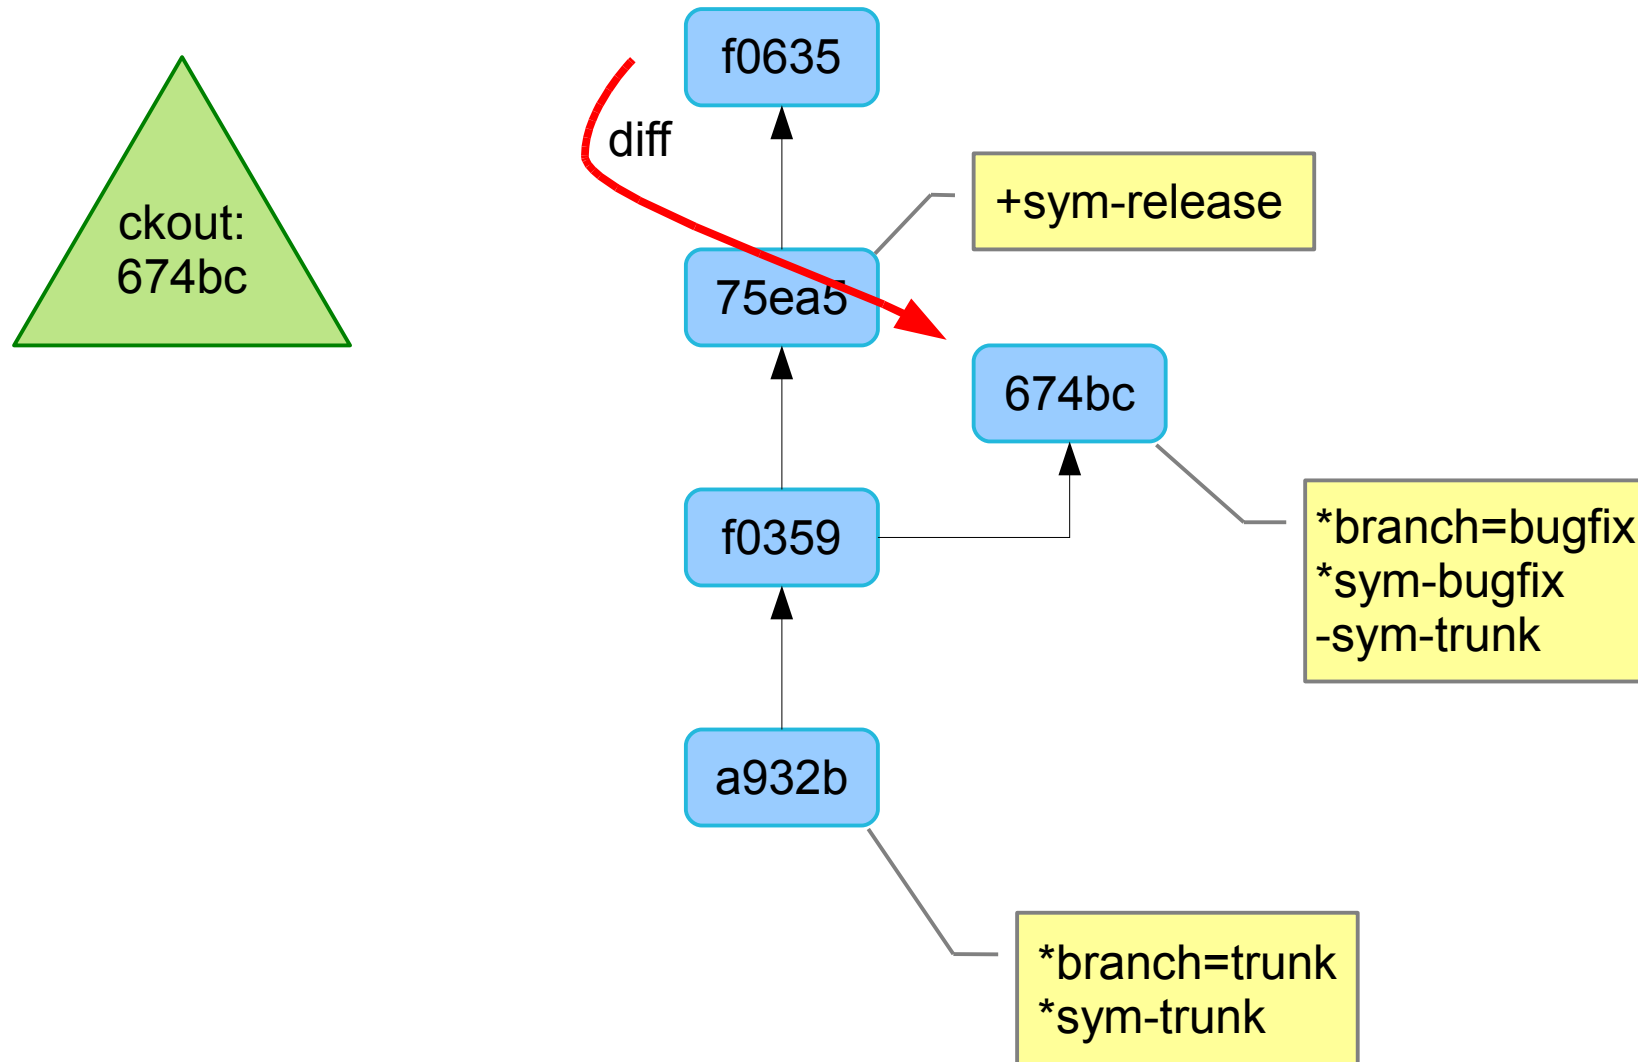 f0635
diff
ckout:
674bc
+sym-release
75ea5
674bc
*branch=bugfix
*sym-bugfix
-sym-trunk
f0359
a932b
*branch=trunk
*sym-trunk